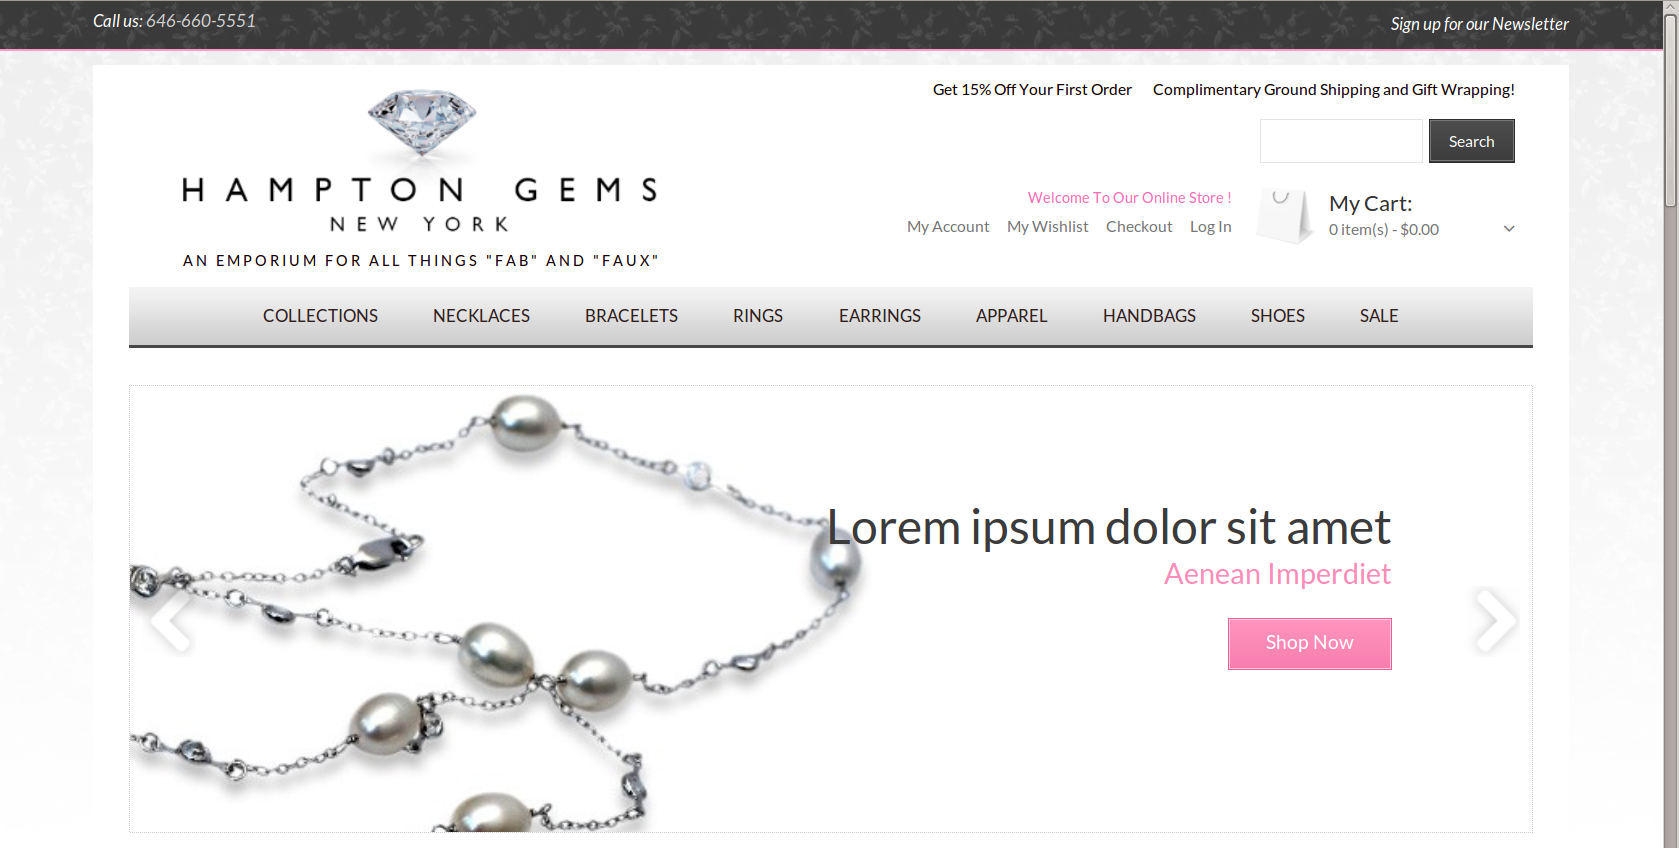 Call us: 646-660-5551
Sign up for our Newsletter
Get 15% Off Your First Order Complimentary Ground Shipping and Gift Wrapping!
Search
HAMPTON GEMS
NEW YORK
AN EMPORIUM FOR ALL THINGS "FAB" AND "FAUX"
Welcome To Our Online Store !
My Account My Wishlist Checkout Log In
My Cart:
0 item(s) - $0.00
COLLECTIONS NECKLACES BRACELETS RINGS EARRINGS APPAREL HANDBAGS SHOES SALE
Lorem ipsum dolor sit amet
Aenean Imperdiet
Shop Now